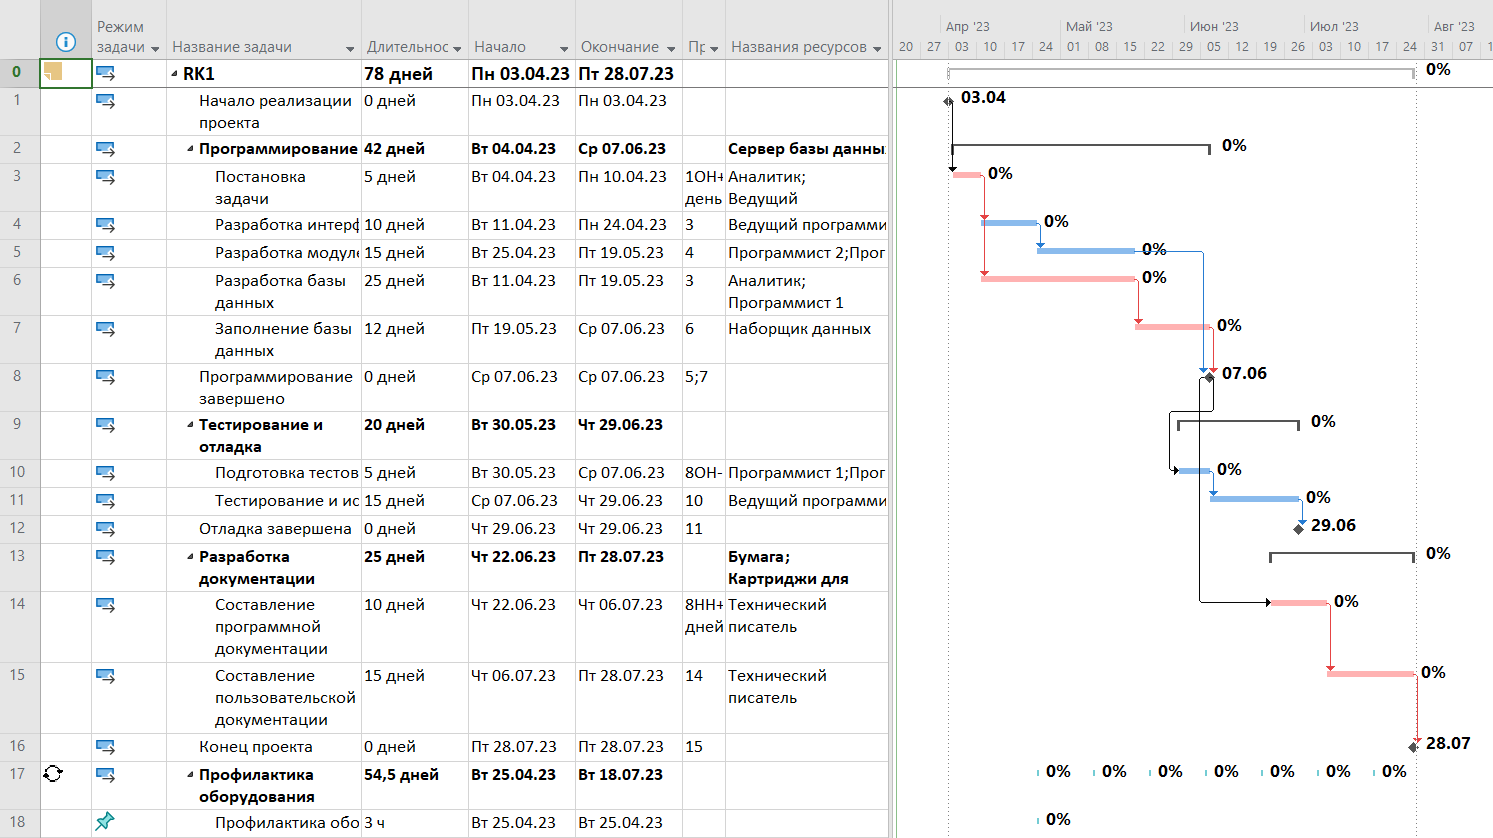 Режим задачи Название задачи Длительнос Начало Окончание Пр Названия ресурсов
Апр '23 Май '23 Июн '23 Июл '23 Авг '23
20 27 03 10 17 24 01 08 15 22 29 05 12 19 26 03 10 17 24 31 07 1
0 RK1 78 дней Пн 03.04.23 Пт 28.07.23 0%
1 Начало реализации проекта 0 дней Пн 03.04.23 Пн 03.04.23 03.04
2 Программирование 42 дней Вт 04.04.23 Ср 07.06.23 Сервер базы данных 0%
3 Постановка задачи 5 дней Вт 04.04.23 Пн 10.04.23 1ОН+ день Аналитик; Ведущий 0%
4 Разработка интерф 10 дней Вт 11.04.23 Пн 24.04.23 3 Ведущий программи 0%
5 Разработка модуле 15 дней Вт 25.04.23 Пт 19.05.23 4 Программист 2;Прог 0%
6 Разработка базы данных 25 дней Вт 11.04.23 Пт 19.05.23 3 Аналитик; Программист 1 0%
7 Заполнение базы данных 12 дней Пт 19.05.23 Ср 07.06.23 6 Наборщик данных 0%
8 Программирование завершено 0 дней Ср 07.06.23 Ср 07.06.23 5;7 07.06
9 Тестирование и отладка 20 дней Вт 30.05.23 Чт 29.06.23 0%
10 Подготовка тестов 5 дней Вт 30.05.23 Ср 07.06.23 8ОН- Программист 1;Прог 0%
11 Тестирование и ис 15 дней Ср 07.06.23 Чт 29.06.23 10 Ведущий программи 0%
12 Отладка завершена 0 дней Чт 29.06.23 Чт 29.06.23 11 29.06
13 Разработка документации 25 дней Чт 22.06.23 Пт 28.07.23 Бумага; Картриджи для 0%
14 Составление программной документации 10 дней Чт 22.06.23 Чт 06.07.23 8НН+ дней Технический писатель 0%
15 Составление пользовательской документации 15 дней Чт 06.07.23 Пт 28.07.23 14 Технический писатель 0%
16 Конец проекта 0 дней Пт 28.07.23 Пт 28.07.23 15 28.07
17 Профилактика оборудования 54,5 дней Вт 25.04.23 Вт 18.07.23 0% 0% 0% 0% 0% 0% 0%
18 Профилактика обо 3 ч Вт 25.04.23 Вт 25.04.23 0%